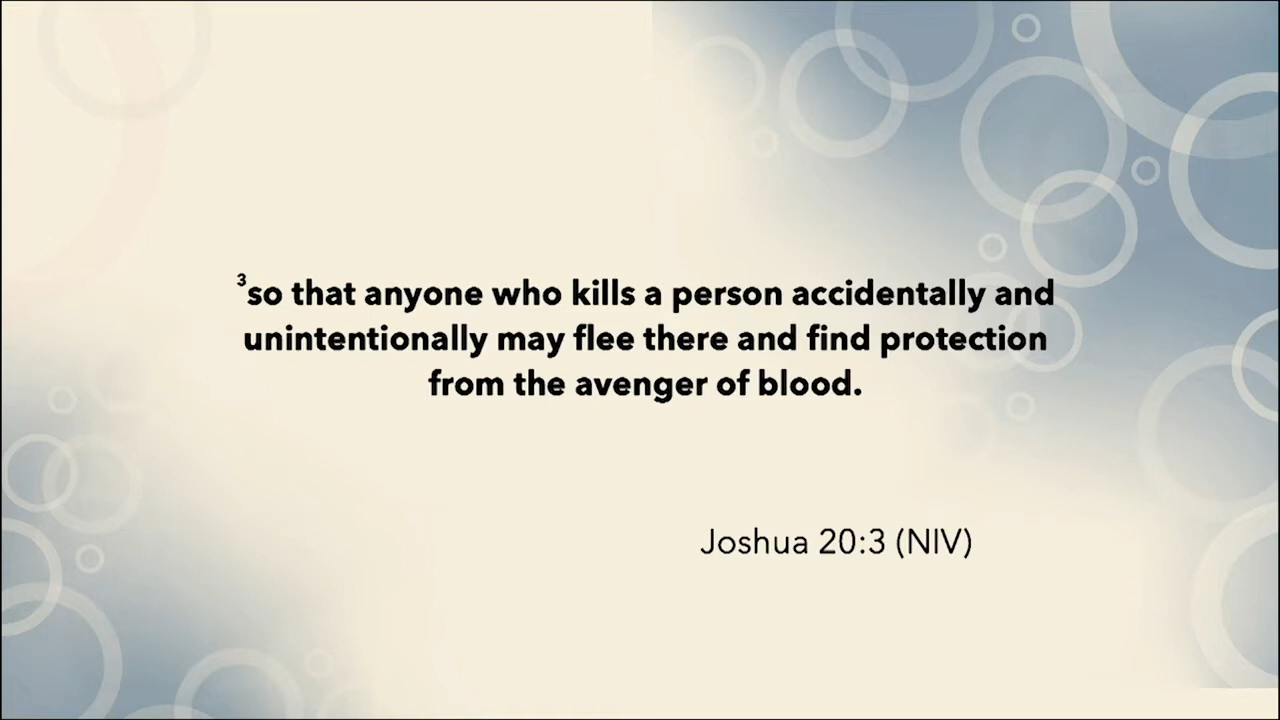 ³so that anyone who kills a person accidentally and
unintentionally may flee there and find protection
from the avenger of blood.
Joshua 20:3 (NIV)